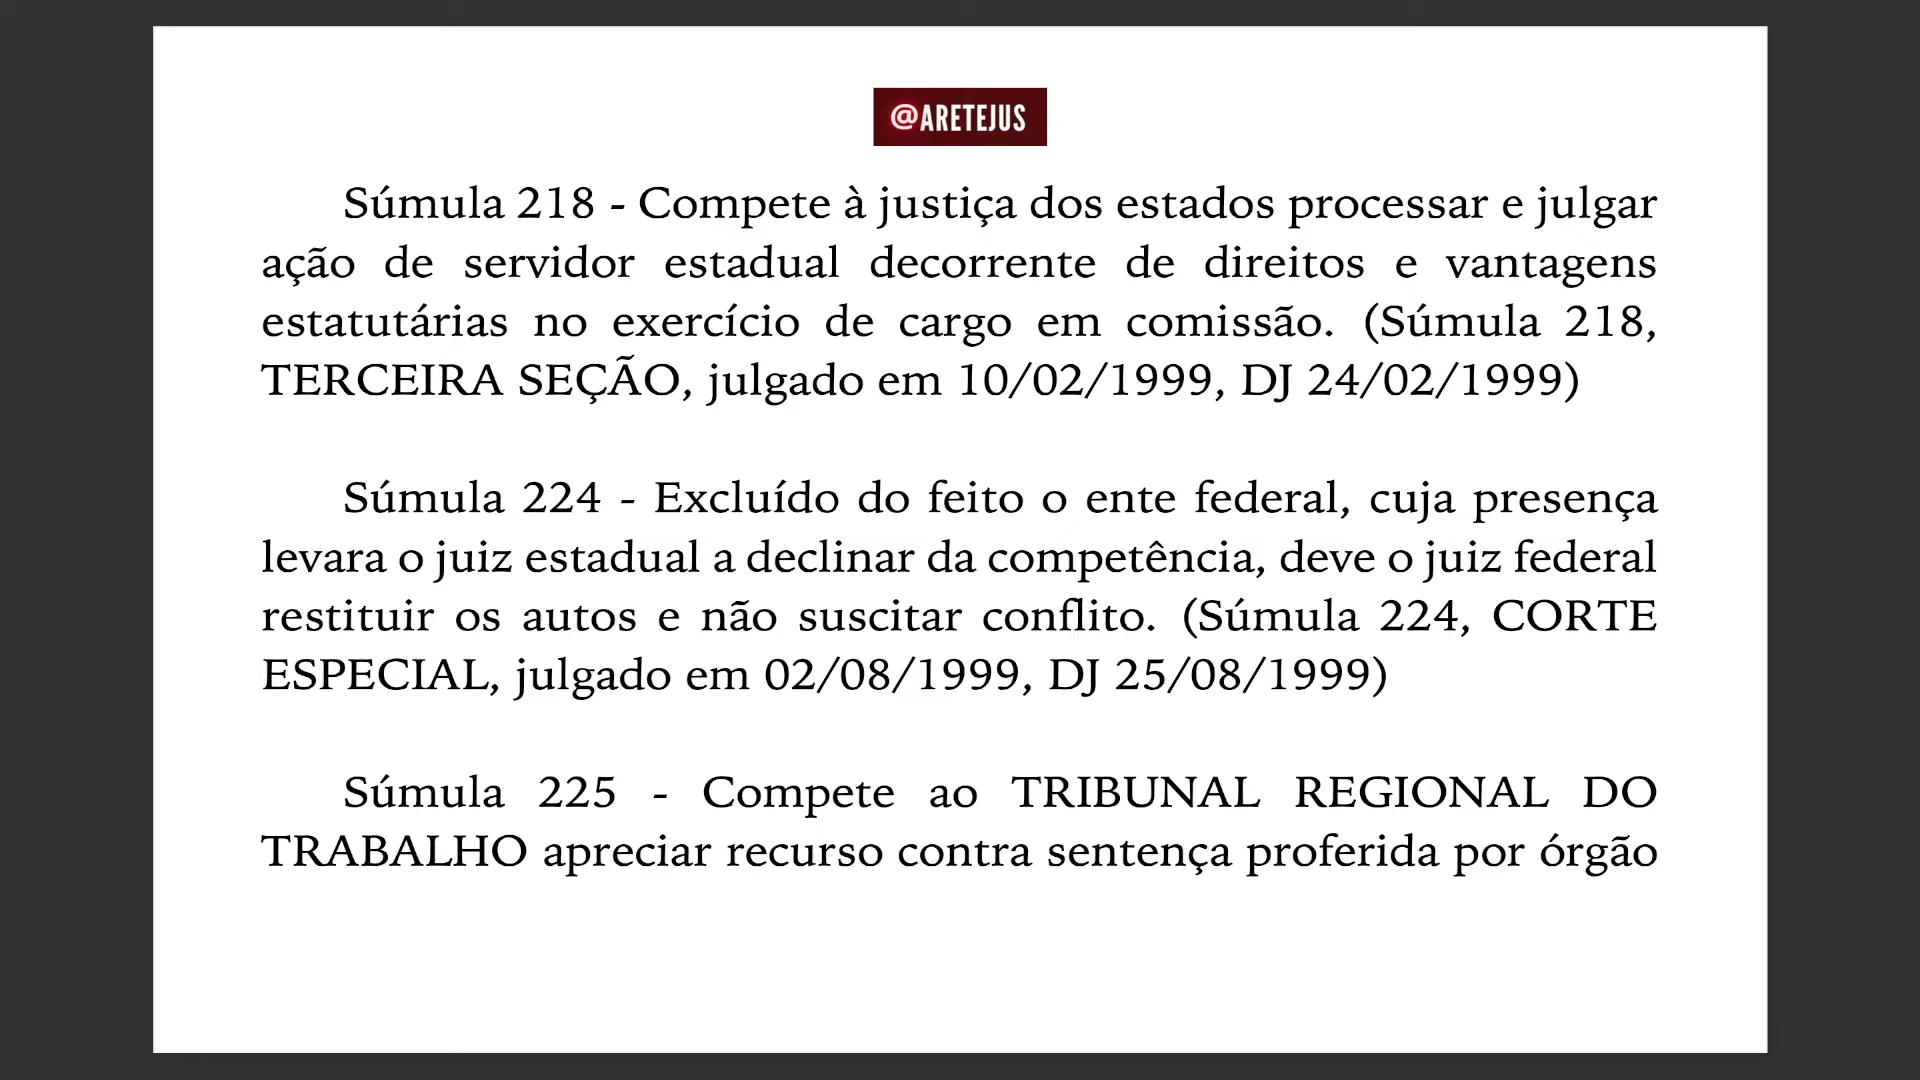 @ARETEJUS
Súmula 218 - Compete à justiça dos estados processar e julgar
ação de servidor estadual decorrente de direitos e vantagens
estatutárias no exercício de cargo em comissão. (Súmula 218,
TERCEIRA SEÇÃO, julgado em 10/02/1999, DJ 24/02/1999)
Súmula 224 - Excluído do feito o ente federal, cuja presença
levara o juiz estadual a declinar da competência, deve o juiz federal
restituir os autos e não suscitar conflito. (Súmula 224, CORTE
ESPECIAL, julgado em 02/08/1999, DJ 25/08/1999)
Súmula 225 - Compete ao TRIBUNAL REGIONAL DO
TRABALHO apreciar recurso contra sentença proferida por órgão